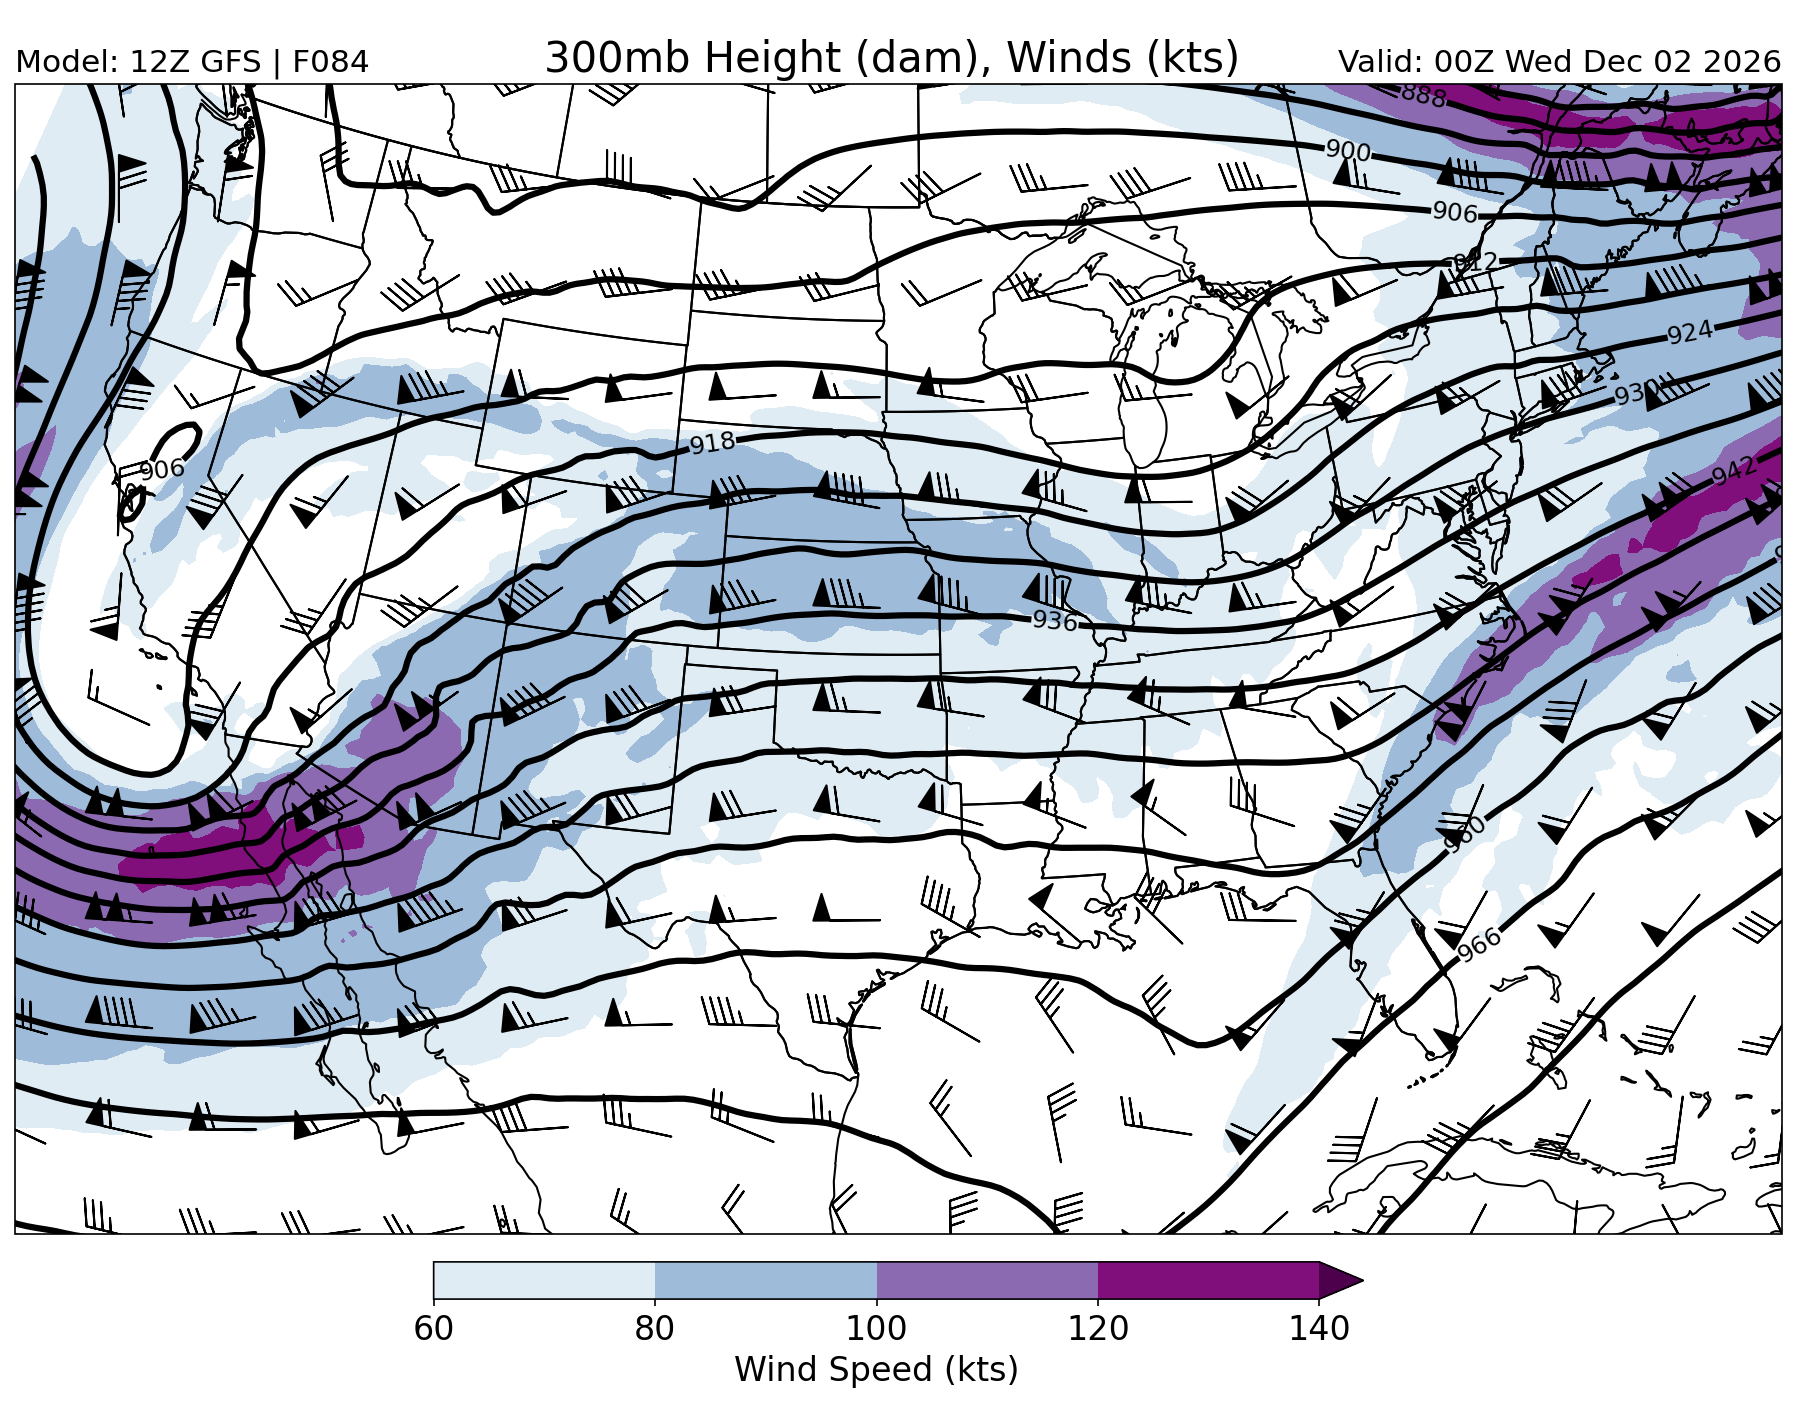 Model: 12Z GFS | F084
300mb Height (dam), Winds (kts)
Valid: 00Z Wed Dec 02 2026
888
900
906
912
924
930
918
906
942
936
960
966
60 80 100 120 140
Wind Speed (kts)